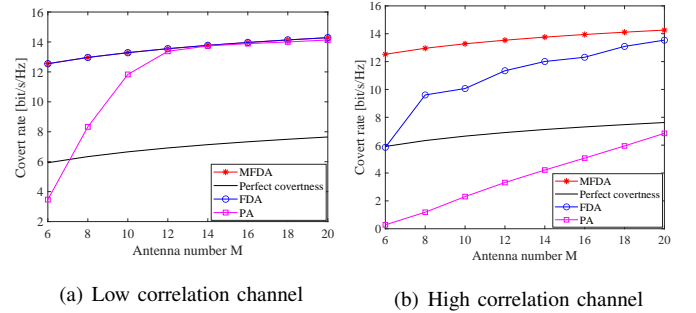 16
14
12
10
8
6
4
2
Covert rate [bit/s/Hz]
MFDA
Perfect covertness
FDA
PA
6 8 10 12 14 16 18 20
Antenna number M
(a) Low correlation channel
16
14
12
10
8
6
4
2
0
Covert rate [bit/s/Hz]
MFDA
Perfect covertness
FDA
PA
6 8 10 12 14 16 18 20
Antenna number M
(b) High correlation channel